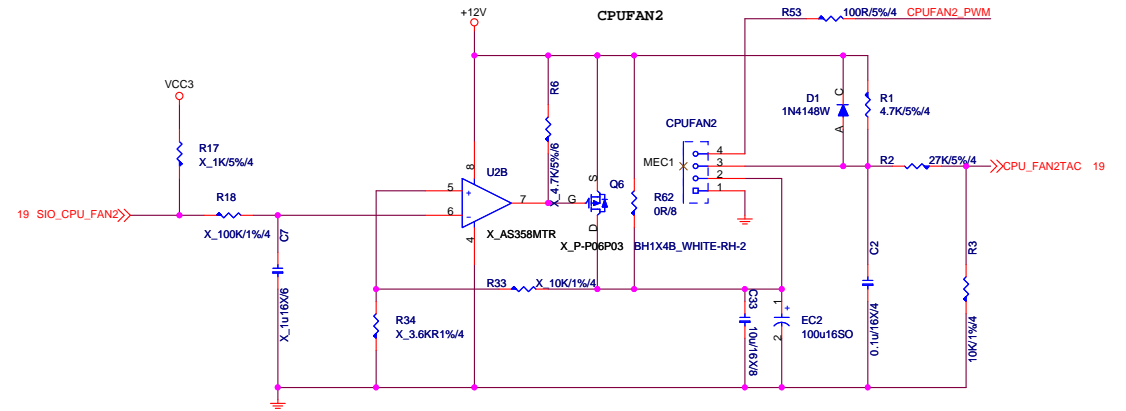 +12V
CPUFAN2
R53
100R/5%/4
CPUFAN2_PWM
VCC3
R6
X_4.7K/5%/6
D1
1N4148W
C
A
R1
4.7K/5%/4
CPUFAN2
MEC1
4
3
2
1
R17
X_1K/5%/4
R2
27K/5%/4
CPU_FAN2TAC 19
8
U2B
5
+
6
-
7
4
X_AS358MTR
S
G
D
Q6
X_P-P06P03
R62
0R/8
BH1X4B_WHITE-RH-2
19 SIO_CPU_FAN2
R18
X_100K/1%/4
C7
X_1u16X/6
R33
X_10K/1%/4
R34
X_3.6KR1%/4
C33
10u/16X/8
1
+
2
EC2
100u16SO
C2
0.1u/16X/4
R3
10K/1%/4